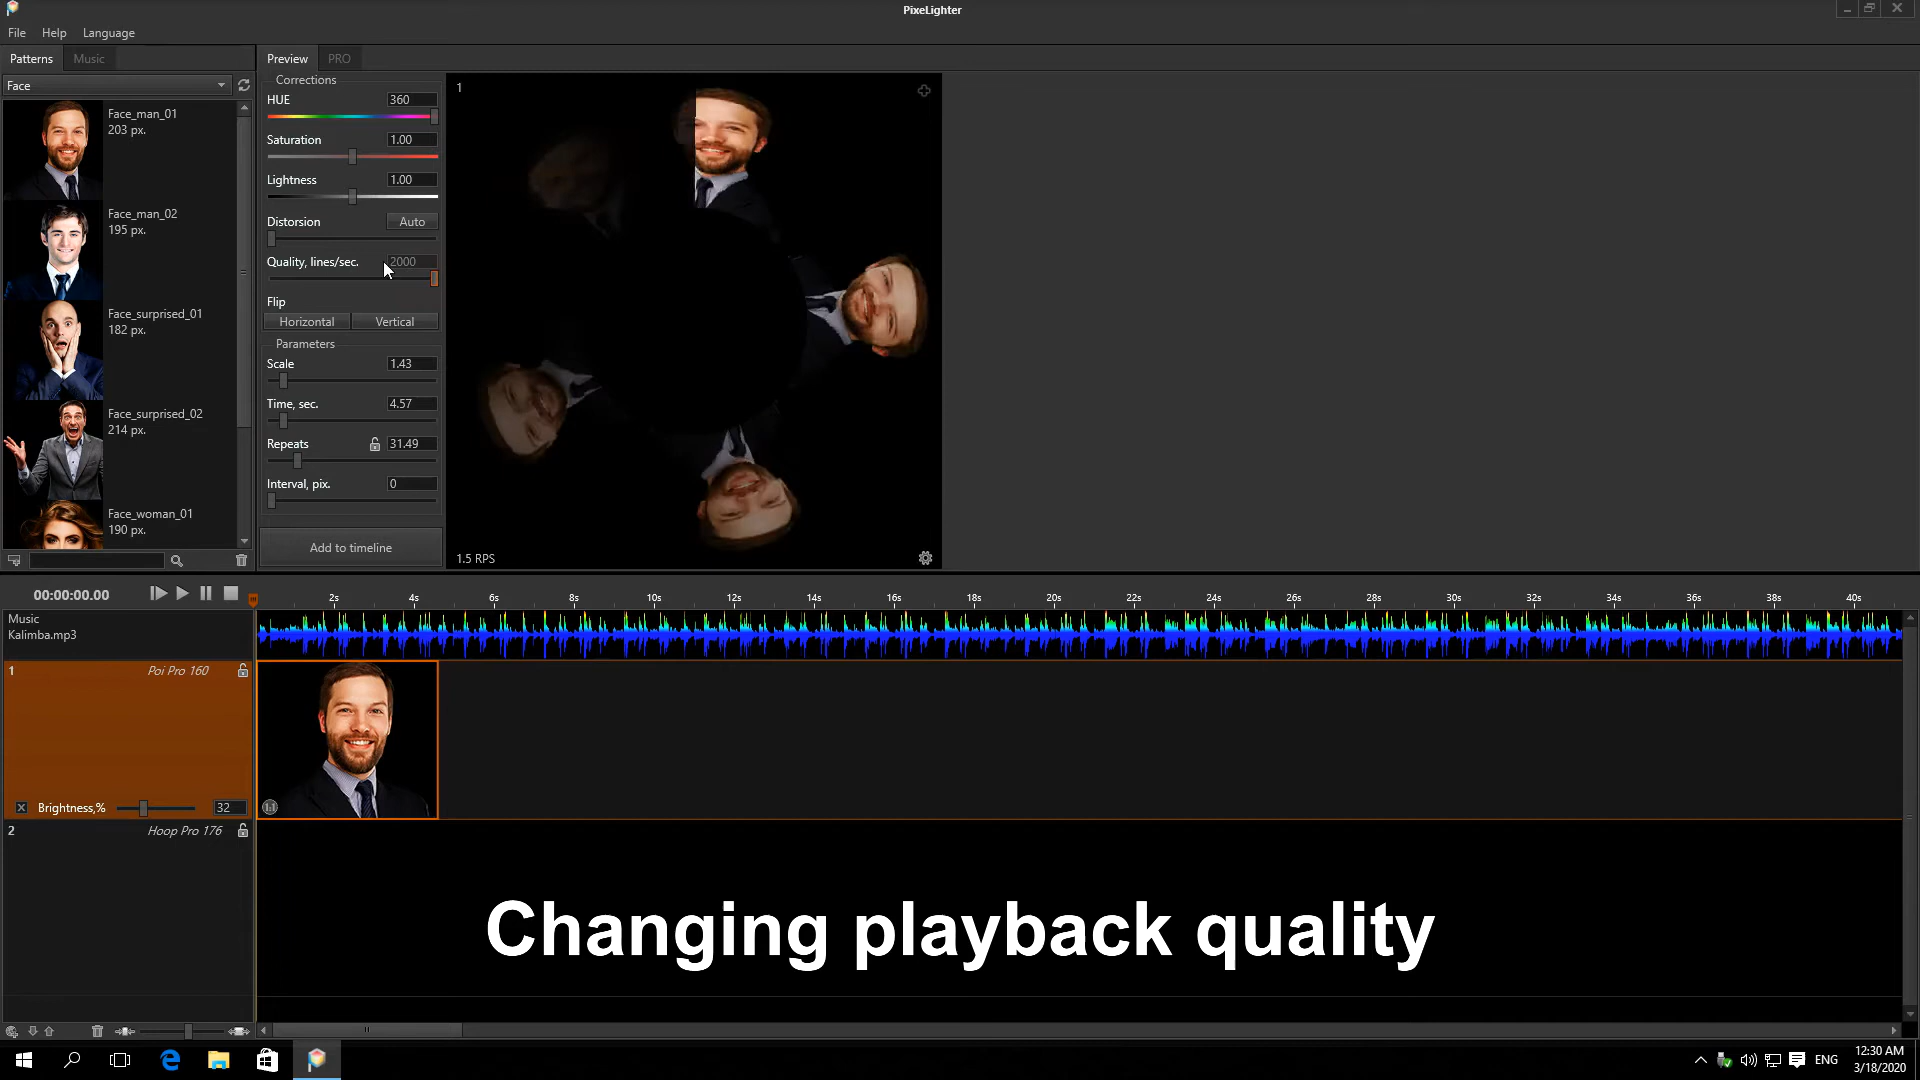 PixeLighter
File Help Language
Patterns Music
Preview PRO
Face
Face_man_01
203 px.
Face_man_02
195 px.
Face_surprised_01
182 px.
Face_surprised_02
214 px.
Face_woman_01
190 px.
Corrections
HUE 360
Saturation 1.00
Lightness 1.00
Distorsion Auto
Quality, lines/sec. 2000
Flip
Horizontal Vertical
Parameters
Scale 1.43
Time, sec. 4.57
Repeats 31.49
Interval, pix. 0
Add to timeline
1
1.5 RPS
00:00:00.00
2s 4s 6s 8s 10s 12s 14s 16s 18s 20s 22s 24s 26s 28s 30s 32s 34s 36s 38s 40s
Music
Kalimba.mp3
1 Poi Pro 160
1:1
Brightness,% 32
2 Hoop Pro 176
Changing playback quality
ENG
12:30 AM
3/18/2020